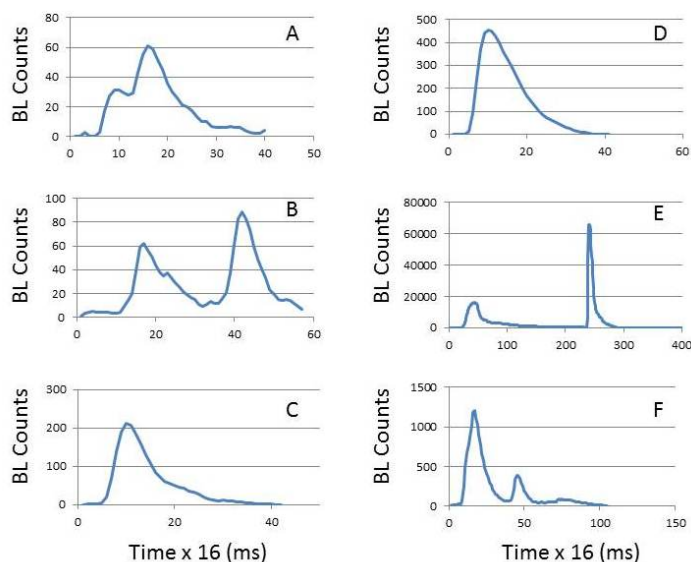 80
60
40
20
0
0 10 20 30 40 50
BL Counts
A
500
400
300
200
100
0
0 20 40 60
BL Counts
D
100
80
60
40
20
0
0 20 40 60
BL Counts
B
80000
60000
40000
20000
0
0 100 200 300 400
BL Counts
E
300
200
100
0
0 20 40
BL Counts
C
Time x 16 (ms)
1500
1000
500
0
0 50 100 150
BL Counts
F
Time x 16 (ms)